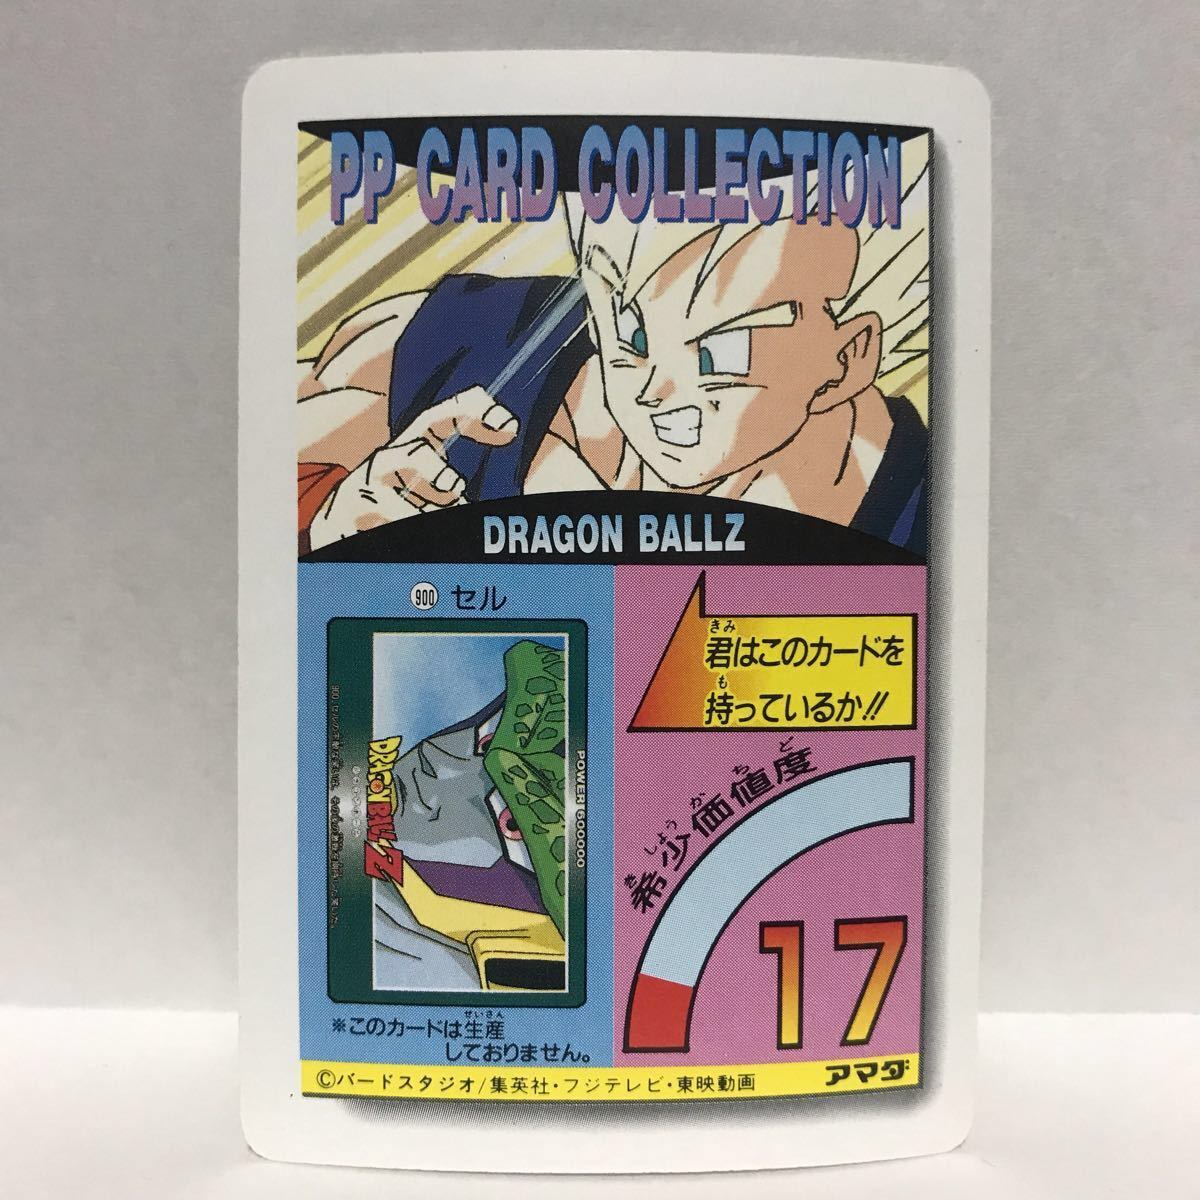 PP CARD COLLECTION
DRAGON BALLZ
900 セル
POWER 600000
DRAGON BALL Z
きみ
君はこのカードを
も
持っているか!!
きしょうかちど
希少価値度
17
せいさん
※このカードは生産
しておりません。
©バードスタジオ/集英社・フジテレビ・東映動画
アマダ